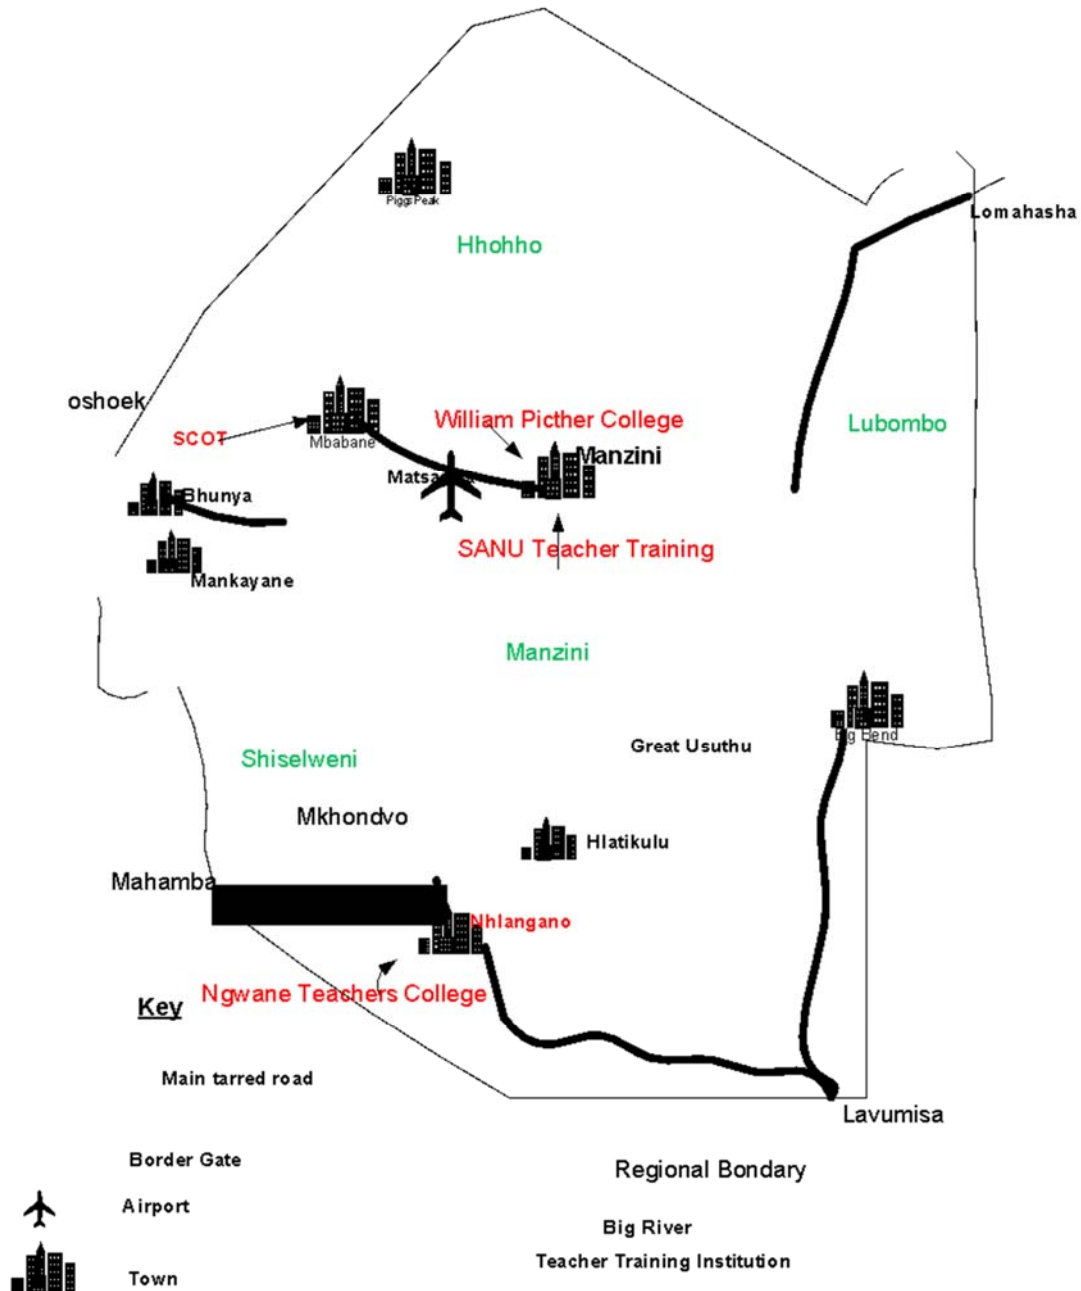 Piggs Peak
Hhohho
Lomahasha
oshoek
SCOT
Mbabane
William Picther College
Manzini
Lubombo
Bhunya
SANU Teacher Training
Mankayane
Manzini
Big Bend
Great Usuthu
Shiselweni
Mkhondvo
Hlatikulu
Mahamba
Nhlangano
Ngwane Teachers College
Key
Main tarred road
Lavumisa
Border Gate
Regional Bondary
Airport
Big River
Teacher Training Institution
Town